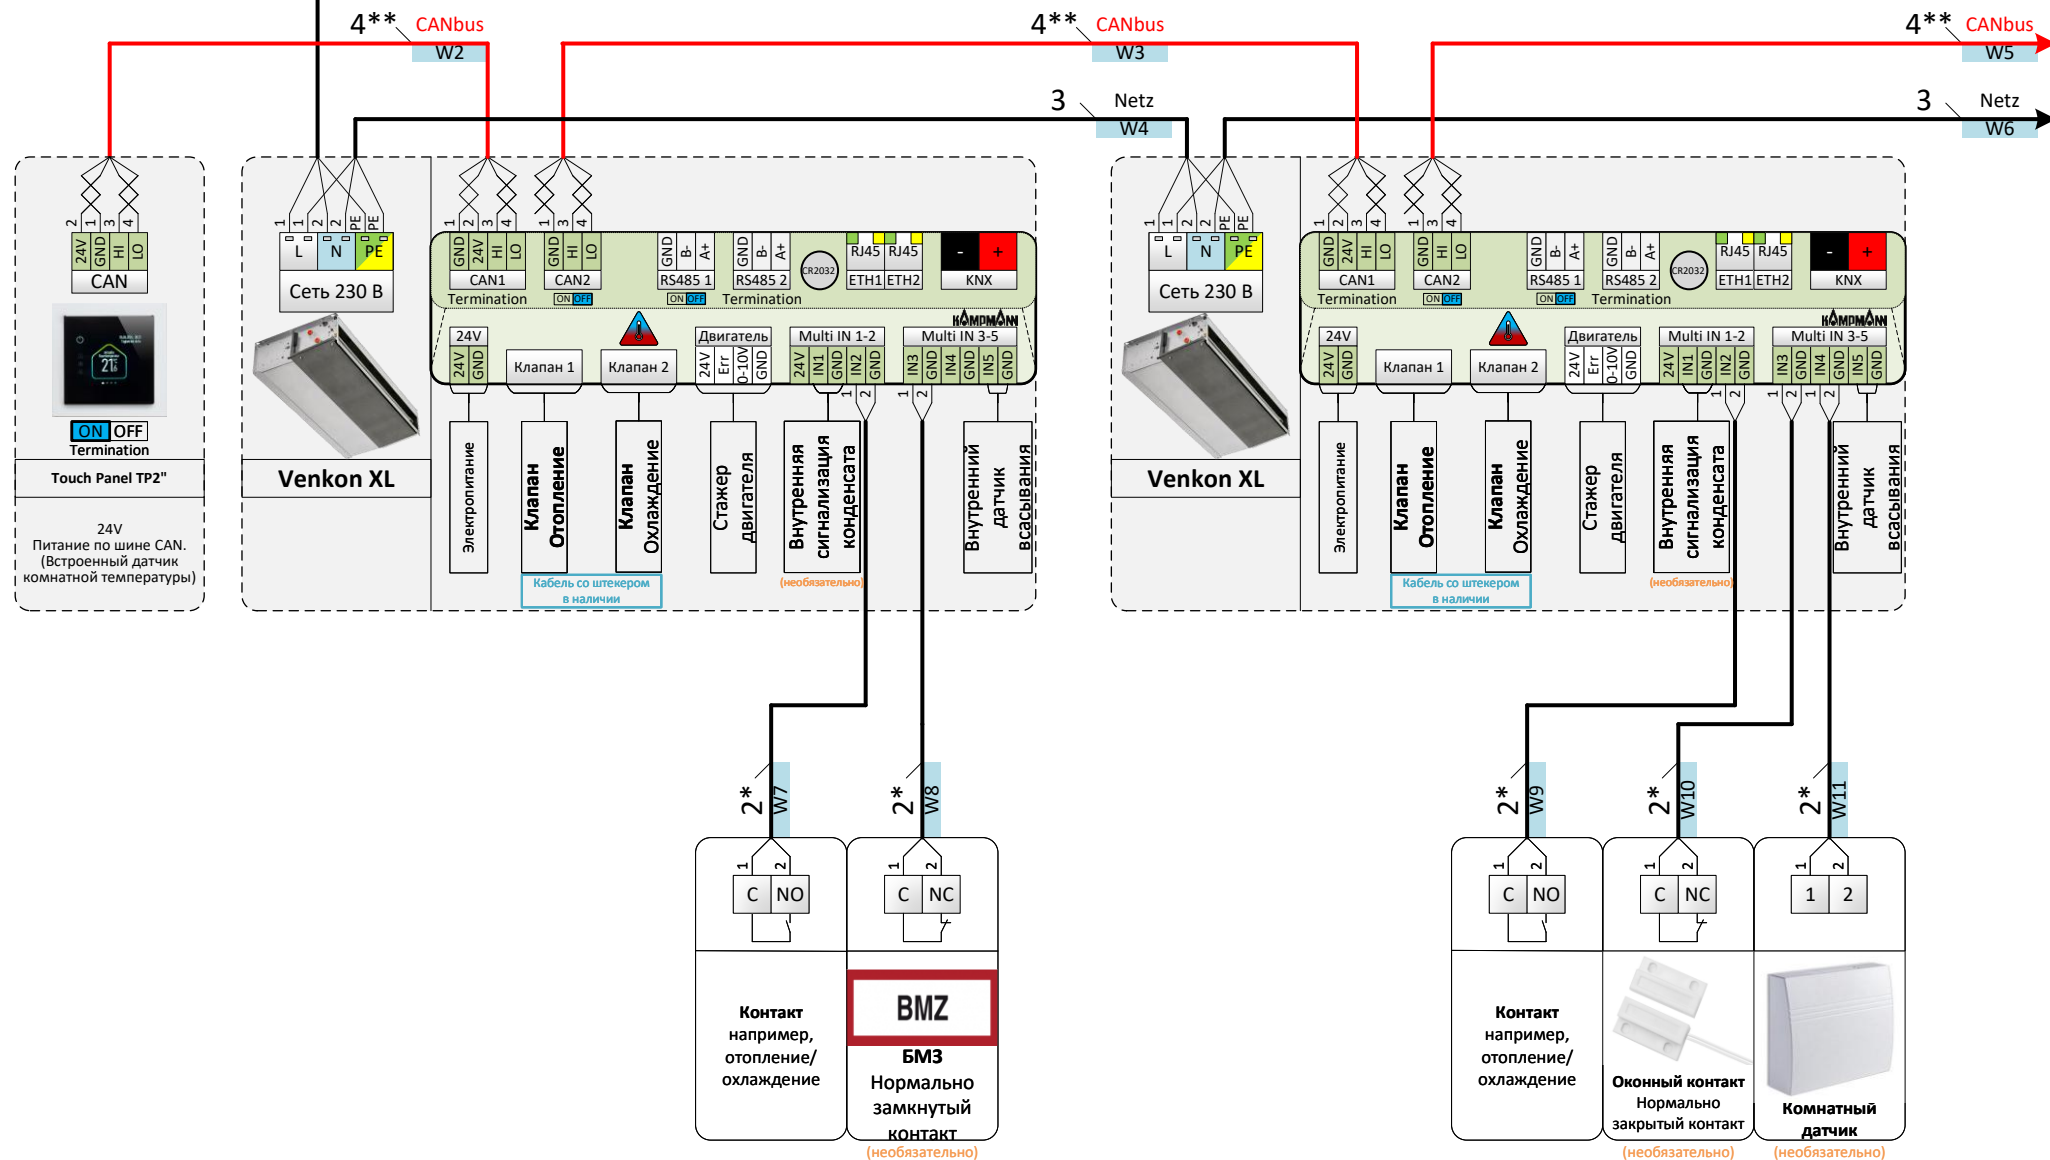 4** CANbus
W2
4** CANbus
W3
4** CANbus
W5
3 Netz
W4
3 Netz
W6
2 1 3 4
24V GND HI LO
CAN
21
ON OFF
Termination
Touch Panel TP2"
24V
Питание по шине CAN.
(Встроенный датчик
комнатной температуры)
1 1 2 2 PE PE
L N PE
Сеть 230 В
Venkon XL
1 2 3 4
GND 24V HI LO
CAN1
1 3 4
GND HI LO
CAN2
GND B- A+
RS485 1
GND B- A+
RS485 2
CR2032
RJ45 RJ45
ETH1 ETH2
- +
KNX
Termination
ON OFF
ON OFF
Termination
KAMPMANN
24V
24V GND
Клапан 1
Клапан 2
Двигатель
24V Err 0-10V GND
Multi IN 1-2
24V IN1 GND IN2 GND
Multi IN 3-5
IN3 GND IN4 GND IN5 GND
1 2
1 2
Электропитание
Клапан
Отопление
Клапан
Охлаждение
Стажер
двигателя
Внутренняя
сигнализация
конденсата
Внутренний
датчик
всасывания
Кабель со штекером
в наличии
(необязательно)
1 1 2 2 PE PE
L N PE
Сеть 230 В
Venkon XL
1 2 3 4
GND 24V HI LO
CAN1
1 3 4
GND HI LO
CAN2
GND B- A+
RS485 1
GND B- A+
RS485 2
CR2032
RJ45 RJ45
ETH1 ETH2
- +
KNX
Termination
ON OFF
ON OFF
Termination
KAMPMANN
24V
24V GND
Клапан 1
Клапан 2
Двигатель
24V Err 0-10V GND
Multi IN 1-2
24V IN1 GND IN2 GND
Multi IN 3-5
IN3 GND IN4 GND IN5 GND
1 2
1 2 1 2
Электропитание
Клапан
Отопление
Клапан
Охлаждение
Стажер
двигателя
Внутренняя
сигнализация
конденсата
Внутренний
датчик
всасывания
Кабель со штекером
в наличии
(необязательно)
2* W7
2* W8
2* W9
2* W10
2* W11
1 2
C NO
Контакт
например,
отопление/
охлаждение
1 2
C NC
BMZ
БМЗ
Нормально
замкнутый
контакт
(необязательно)
1 2
C NO
Контакт
например,
отопление/
охлаждение
1 2
C NC
Оконный контакт
Нормально
закрытый контакт
(необязательно)
1 2
1 2
Комнатный
датчик
(необязательно)